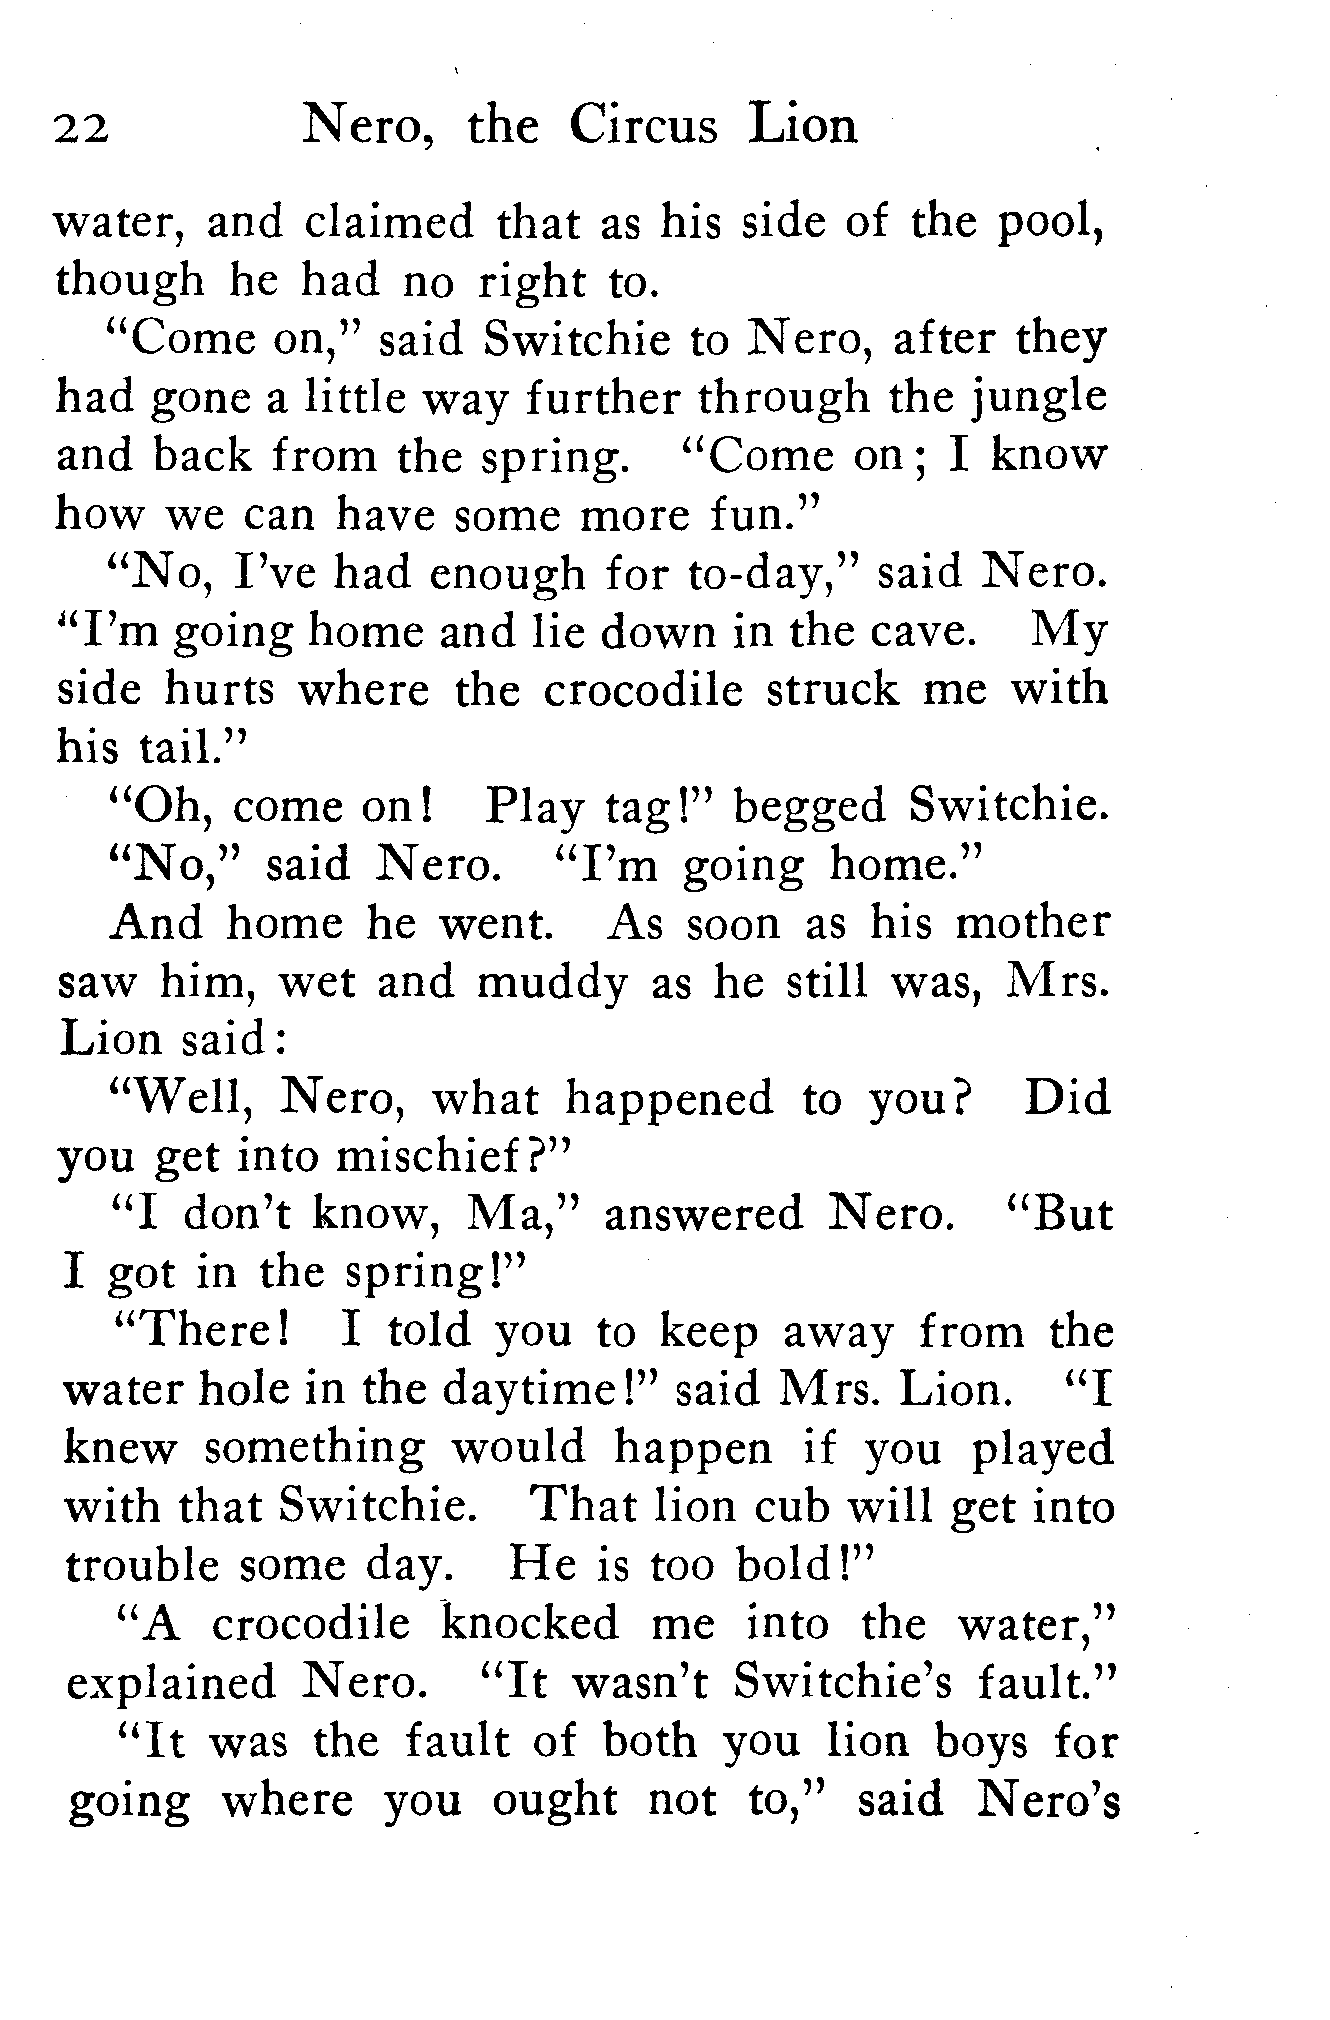 22 Nero, the Circus Lion
water, and claimed that as his side of the pool,
though he had no right to.
“Come on,” said Switchie to Nero, after they
had gone a little way further through the jungle
and back from the spring. “Come on; I know
how we can have some more fun.”
“No, I’ve had enough for to-day,” said Nero.
“I’m going home and lie down in the cave. My
side hurts where the crocodile struck me with
his tail.”
“Oh, come on! Play tag!” begged Switchie.
“No,” said Nero. “I’m going home.”
And home he went. As soon as his mother
saw him, wet and muddy as he still was, Mrs.
Lion said:
“Well, Nero, what happened to you? Did
you get into mischief?”
“I don’t know, Ma,” answered Nero. “But
I got in the spring!”
“There! I told you to keep away from the
water hole in the daytime!” said Mrs. Lion. “I
knew something would happen if you played
with that Switchie. That lion cub will get into
trouble some day. He is too bold!”
“A crocodile knocked me into the water,”
explained Nero. “It wasn’t Switchie’s fault.”
“It was the fault of both you lion boys for
going where you ought not to,” said Nero’s